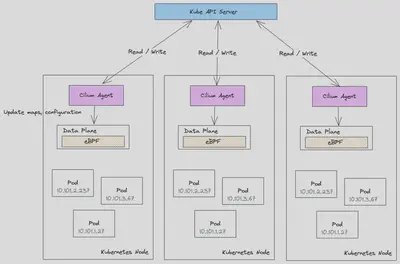 Kube API Server
Read / Write
Read / Write
Read / Write
Cilium Agent
Cilium Agent
Cilium Agent
Update maps, configuration
Data Plane
Data Plane
Data Plane
eBPF
eBPF
eBPF
Pod
10.101.2.237
Pod
10.101.3.67
Pod
10.101.1.27
Kubernetes Node
Pod
10.101.2.237
Pod
10.101.3.67
Pod
10.101.1.27
Kubernetes Node
Pod
10.101.2.237
Pod
10.101.3.67
Pod
10.101.1.27
Kubernetes Node